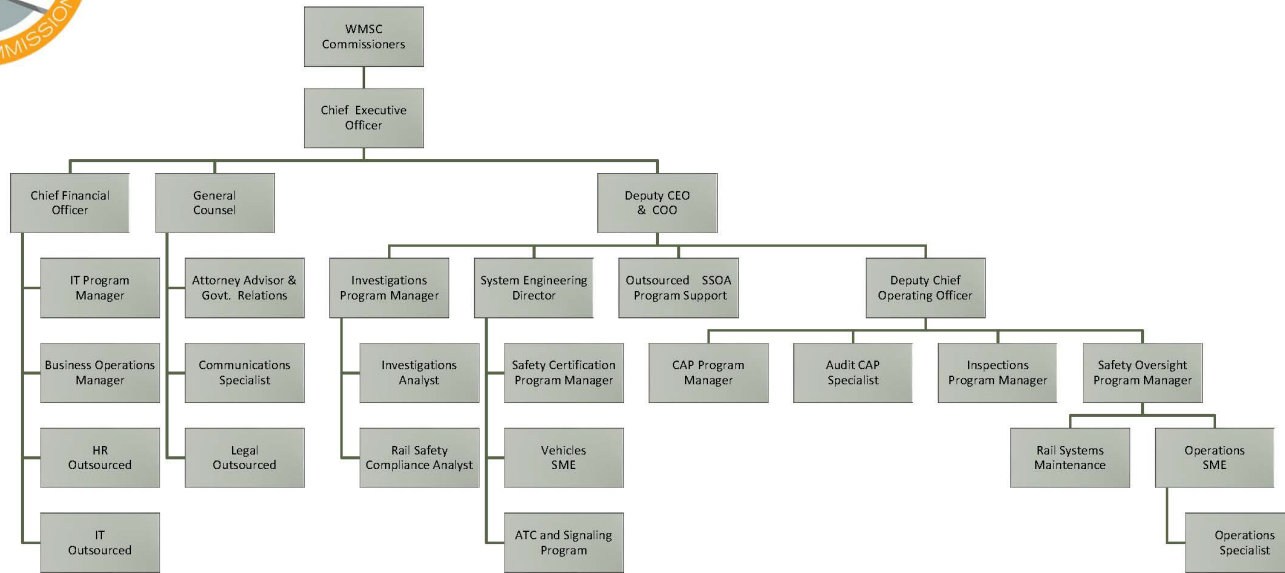 MMISSION
WMSC
Commissioners
Chief Executive
Officer
Chief Financial
Officer
General
Counsel
Deputy CEO
& COO
IT Program
Manager
Attorney Advisor &
Govt. Relations
Investigations
Program Manager
System Engineering
Director
Outsourced SSOA
Program Support
Deputy Chief
Operating Officer
Business Operations
Manager
Communications
Specialist
Investigations
Analyst
Safety Certification
Program Manager
CAP Program
Manager
Audit CAP
Specialist
Inspections
Program Manager
Safety Oversight
Program Manager
HR
Outsourced
Legal
Outsourced
Rail Safety
Compliance Analyst
Vehicles
SME
Rail Systems
Maintenance
Operations
SME
IT
Outsourced
ATC and Signaling
Program
Operations
Specialist